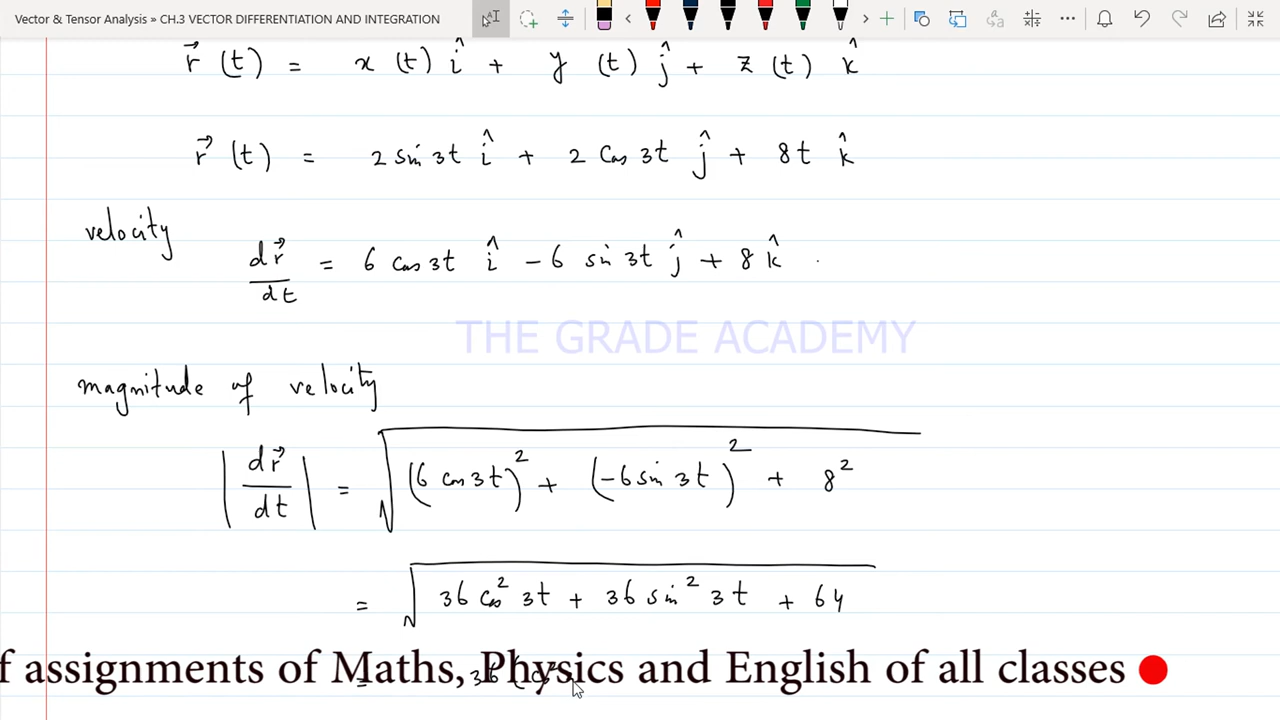 Vector & Tensor Analysis » CH.3 VECTOR DIFFERENTIATION AND INTEGRATION
r⃗ (t) = x (t) î + y (t) ĵ + z (t) k̂
r⃗ (t) = 2 sin 3t î + 2 Cos 3t ĵ + 8t k̂
velocity
dr⃗/dt = 6 cos 3t î − 6 sin 3t ĵ + 8 k̂
THE GRADE ACADEMY
magnitude of velocity
|dr⃗/dt| = √((6 cos 3t)² + (−6 sin 3t)² + 8²)
= √(36 cos² 3t + 36 sin² 3t + 64)
f assignments of Maths, Physics and English of all classes